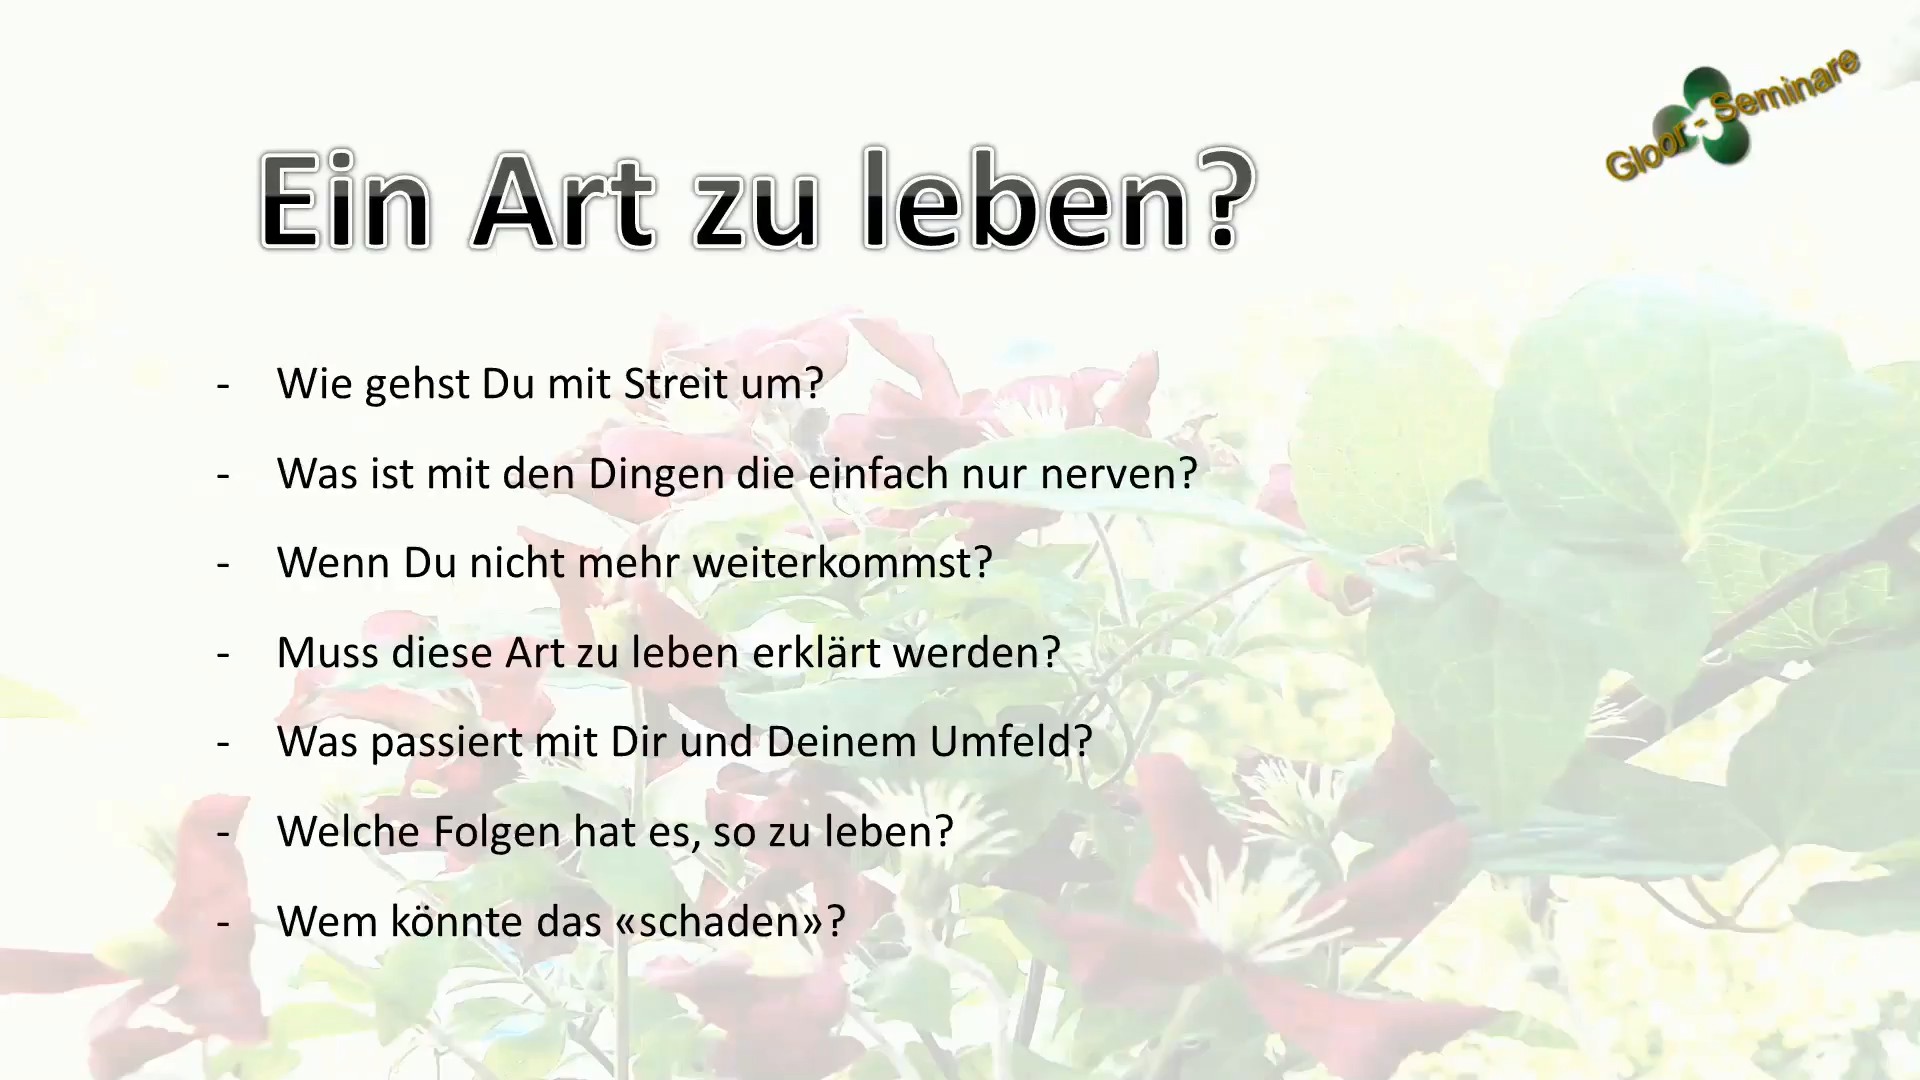 Gloor - Seminare
Ein Art zu leben?
- Wie gehst Du mit Streit um?
- Was ist mit den Dingen die einfach nur nerven?
- Wenn Du nicht mehr weiterkommst?
- Muss diese Art zu leben erklärt werden?
- Was passiert mit Dir und Deinem Umfeld?
- Welche Folgen hat es, so zu leben?
- Wem könnte das «schaden»?